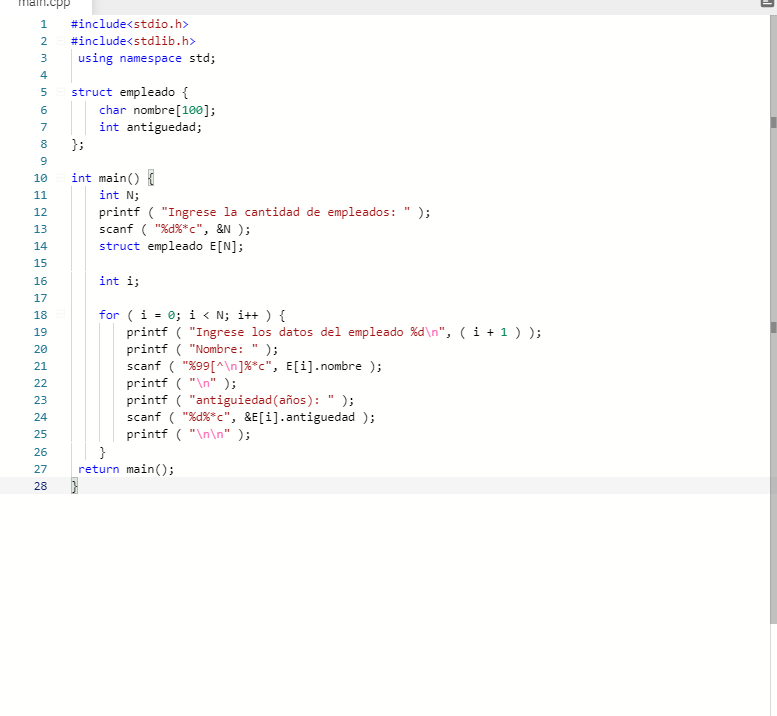 main.cpp
1 #include<stdio.h>
2 #include<stdlib.h>
3 using namespace std;
4
5 struct empleado {
6 char nombre[100];
7 int antiguedad;
8 };
9
10 int main() {
11 int N;
12 printf ( "Ingrese la cantidad de empleados: " );
13 scanf ( "%d%*c", &N );
14 struct empleado E[N];
15
16 int i;
17
18 for ( i = 0; i < N; i++ ) {
19 printf ( "Ingrese los datos del empleado %d\n", ( i + 1 ) );
20 printf ( "Nombre: " );
21 scanf ( "%99[^\n]%*c", E[i].nombre );
22 printf ( "\n" );
23 printf ( "antiguiedad(años): " );
24 scanf ( "%d%*c", &E[i].antiguedad );
25 printf ( "\n\n" );
26 }
27 return main();
28 }